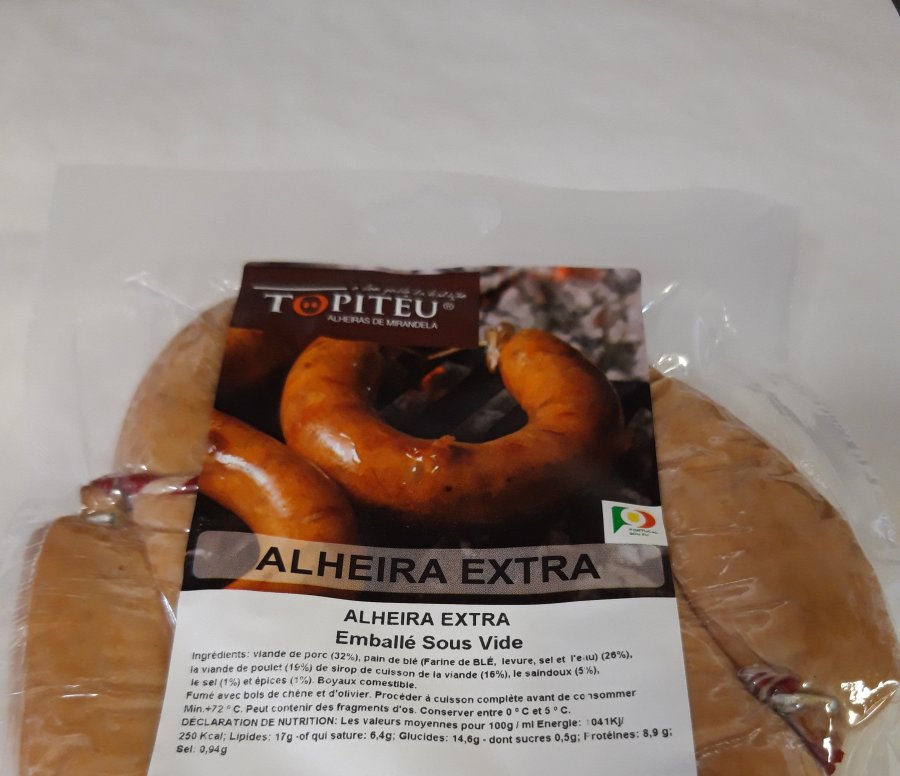 TOPITEU®
ALHEIRAS DE MIRANDELA
PORTUGAL
ALHEIRA EXTRA
ALHEIRA EXTRA
Emballé Sous Vide
Ingrédients: viande de porc (32%), pain de blé (Farine de BLÉ, levure, sel et l'eau) (26%),
la viande de poulet (19%) de sirop de cuisson de la viande (16%), le saindoux (5%),
le sel (1%) et épices (1%). Boyaux comestible.
Fumé avec bois de chêne et d'olivier. Procéder à cuisson complète avant de consommer
Min.+72 º C. Peut contenir des fragments d'os. Conserver entre 0 º C et 5 º C.
DÉCLARATION DE NUTRITION: Les valeurs moyennes pour 100g / ml Energie: 1041Kj/
250 Kcal; Lipides: 17g -of qui sature: 6,4g; Glucides: 14,6g - dont sucres 0,5g; Protéines: 8,9 g;
Sel: 0,94g